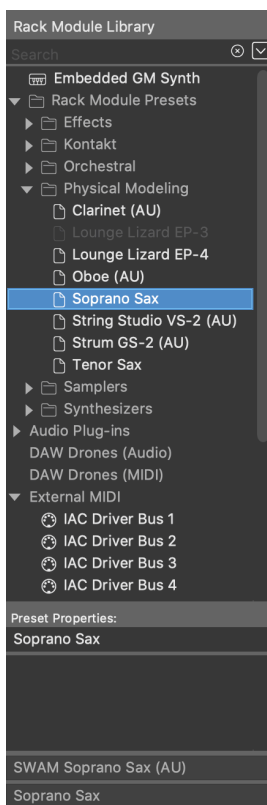 Rack Module Library
Search
Embedded GM Synth
Rack Module Presets
Effects
Kontakt
Orchestral
Physical Modeling
Clarinet (AU)
Lounge Lizard EP-3
Lounge Lizard EP-4
Oboe (AU)
Soprano Sax
String Studio VS-2 (AU)
Strum GS-2 (AU)
Tenor Sax
Samplers
Synthesizers
Audio Plug-ins
DAW Drones (Audio)
DAW Drones (MIDI)
External MIDI
IAC Driver Bus 1
IAC Driver Bus 2
IAC Driver Bus 3
IAC Driver Bus 4
Preset Properties:
Soprano Sax
SWAM Soprano Sax (AU)
Soprano Sax